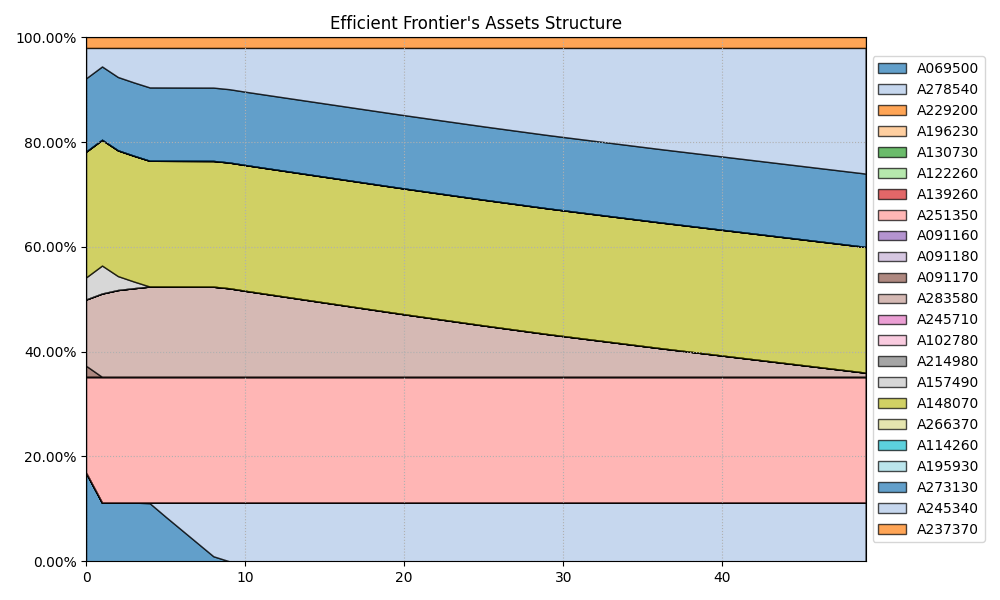 Efficient Frontier's Assets Structure
100.00%
80.00%
60.00%
40.00%
20.00%
0.00%
0
10
20
30
40
A069500
A278540
A229200
A196230
A130730
A122260
A139260
A251350
A091160
A091180
A091170
A283580
A245710
A102780
A214980
A157490
A148070
A266370
A114260
A195930
A273130
A245340
A237370